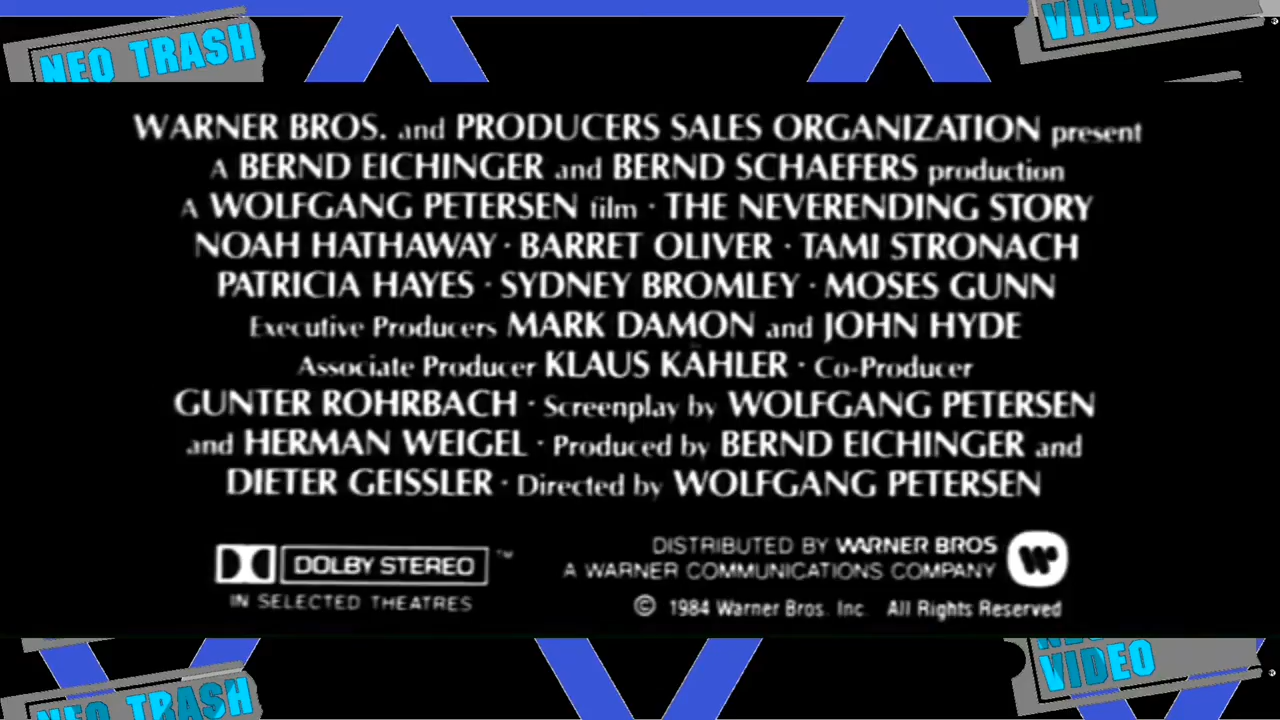 NEO TRASH
VIDEO
WARNER BROS. and PRODUCERS SALES ORGANIZATION present
A BERND EICHINGER and BERND SCHAEFERS production
A WOLFGANG PETERSEN film · THE NEVERENDING STORY
NOAH HATHAWAY · BARRET OLIVER · TAMI STRONACH
PATRICIA HAYES · SYDNEY BROMLEY · MOSES GUNN
Executive Producers MARK DAMON and JOHN HYDE
Associate Producer KLAUS KAHLER · Co-Producer
GUNTER ROHRBACH · Screenplay by WOLFGANG PETERSEN
and HERMAN WEIGEL · Produced by BERND EICHINGER and
DIETER GEISSLER · Directed by WOLFGANG PETERSEN
DOLBY STEREO ™
IN SELECTED THEATRES
DISTRIBUTED BY WARNER BROS
A WARNER COMMUNICATIONS COMPANY
© 1984 Warner Bros. Inc. All Rights Reserved
NEO TRASH
VIDEO